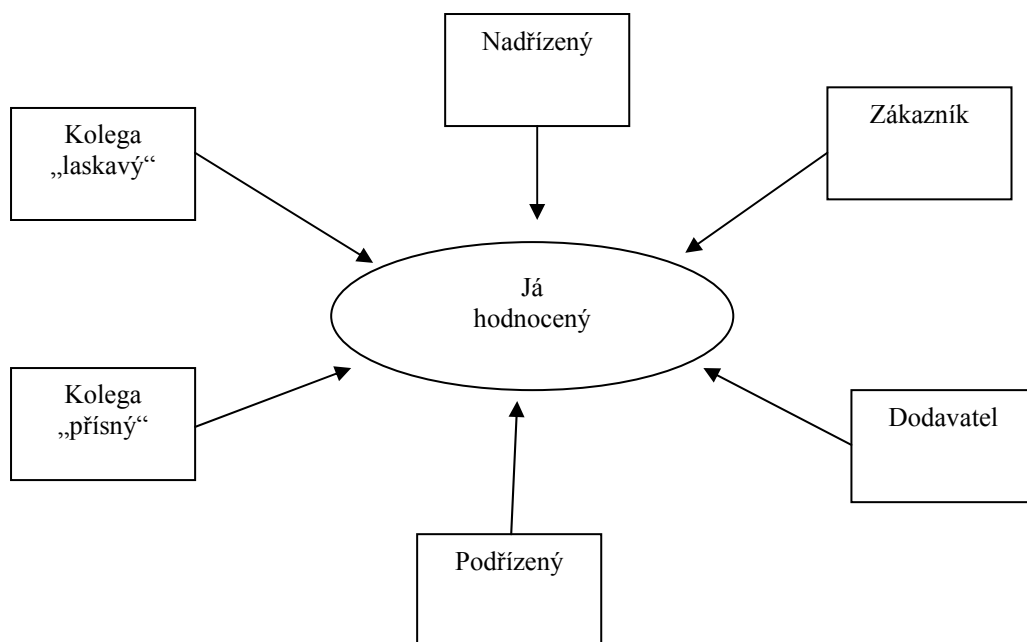 Nadřízený
Zákazník
Kolega
„laskavý“
Já
hodnocený
Kolega
„přísný“
Dodavatel
Podřízený